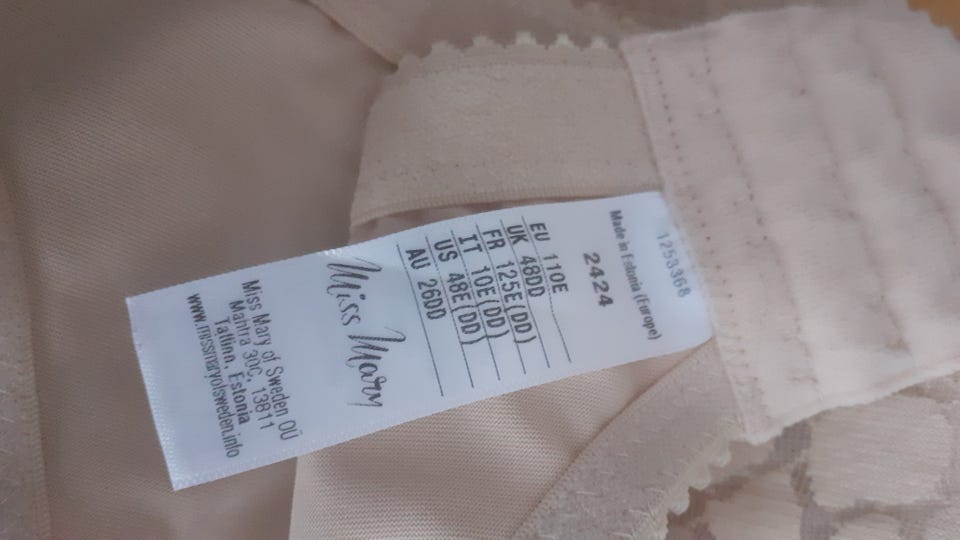 1253368
Made in Estonia (Europe)
2424
EU 110E
UK 48DD
FR 125E(DD)
IT 10E(DD)
US 48E(DD)
AU 26DD
Miss Mary
Miss Mary of Sweden OÜ
Mahtra 30C, 13811
Tallinn, Estonia
www.missmaryofsweden.info